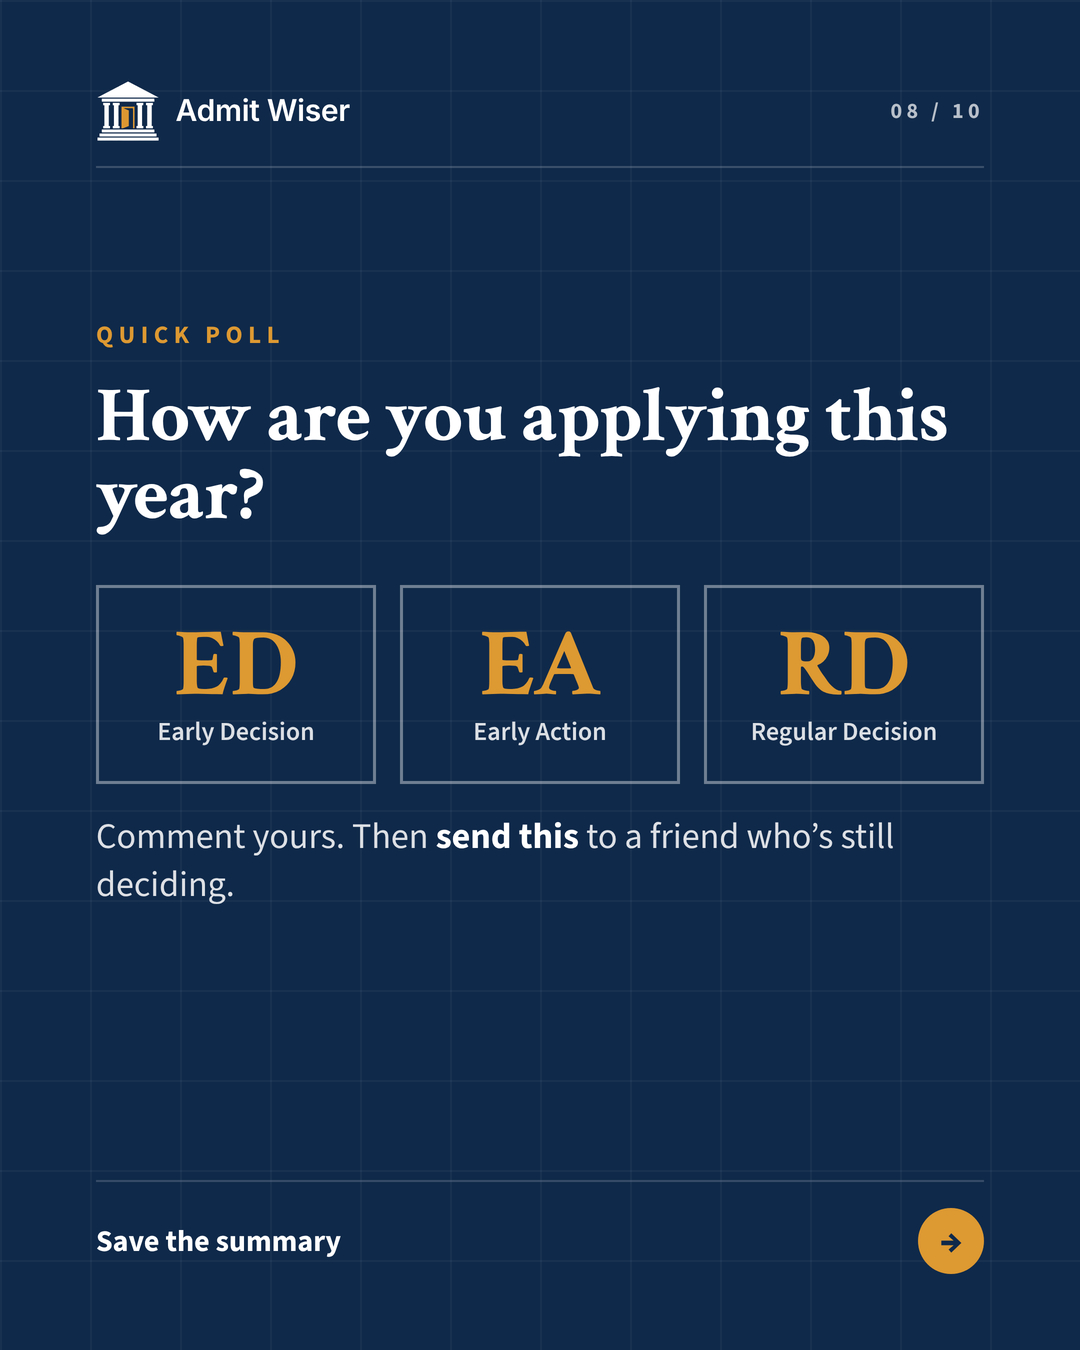 Admit Wiser
08 / 10
QUICK POLL
How are you applying this
year?
ED
Early Decision
EA
Early Action
RD
Regular Decision
Comment yours. Then send this to a friend who’s still
deciding.
Save the summary